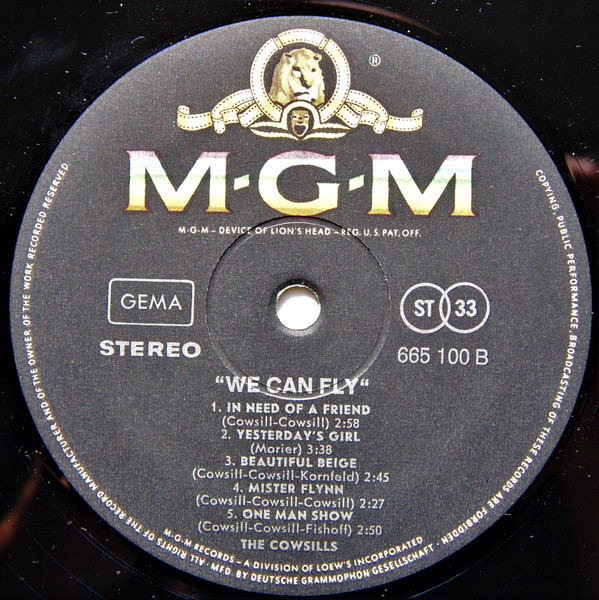 ®
M·G·M
M·G·M – DEVICE OF LION'S HEAD – REG. U.S. PAT. OFF.
GEMA
ST 33
STEREO
665 100 B
"WE CAN FLY"
1. IN NEED OF A FRIEND
(Cowsill-Cowsill) 2:58
2. YESTERDAY'S GIRL
(Morier) 3:38
3. BEAUTIFUL BEIGE
(Cowsill-Cowsill-Kornfeld) 2:45
4. MISTER FLYNN
(Cowsill-Cowsill-Cowsill) 2:27
5. ONE MAN SHOW
(Cowsill-Cowsill-Fishoff) 2:50
THE COWSILLS
M-G-M RECORDS – A DIVISION OF LOEW'S INCORPORATED
MFD. BY DEUTSCHE GRAMMOPHON GESELLSCHAFT · ALL RIGHTS OF THE RECORD MANUFACTURER AND OF THE OWNER OF THE WORK RECORDED RESERVED
COPYING, PUBLIC PERFORMANCE, BROADCASTING OF THESE RECORDS ARE FORBIDDEN